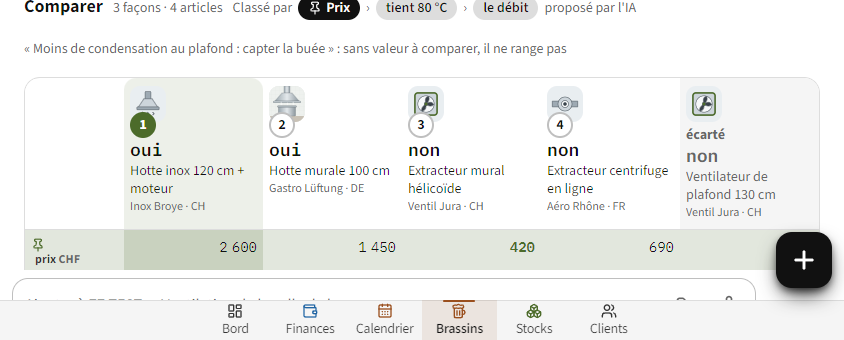 Comparer 3 façons · 4 articles Classé par Prix › tient 80 °C › le débit proposé par l'IA
« Moins de condensation au plafond : capter la buée » : sans valeur à comparer, il ne range pas
1 2 3 4 écarté
oui oui non non non
Hotte inox 120 cm + moteur
Inox Broye · CH
Hotte murale 100 cm
Gastro Lüftung · DE
Extracteur mural hélicoïde
Ventil Jura · CH
Extracteur centrifuge en ligne
Aéro Rhône · FR
Ventilateur de plafond 130 cm
Ventil Jura · CH
prix CHF 2 600 1 450 420 690
Bord Finances Calendrier Brassins Stocks Clients